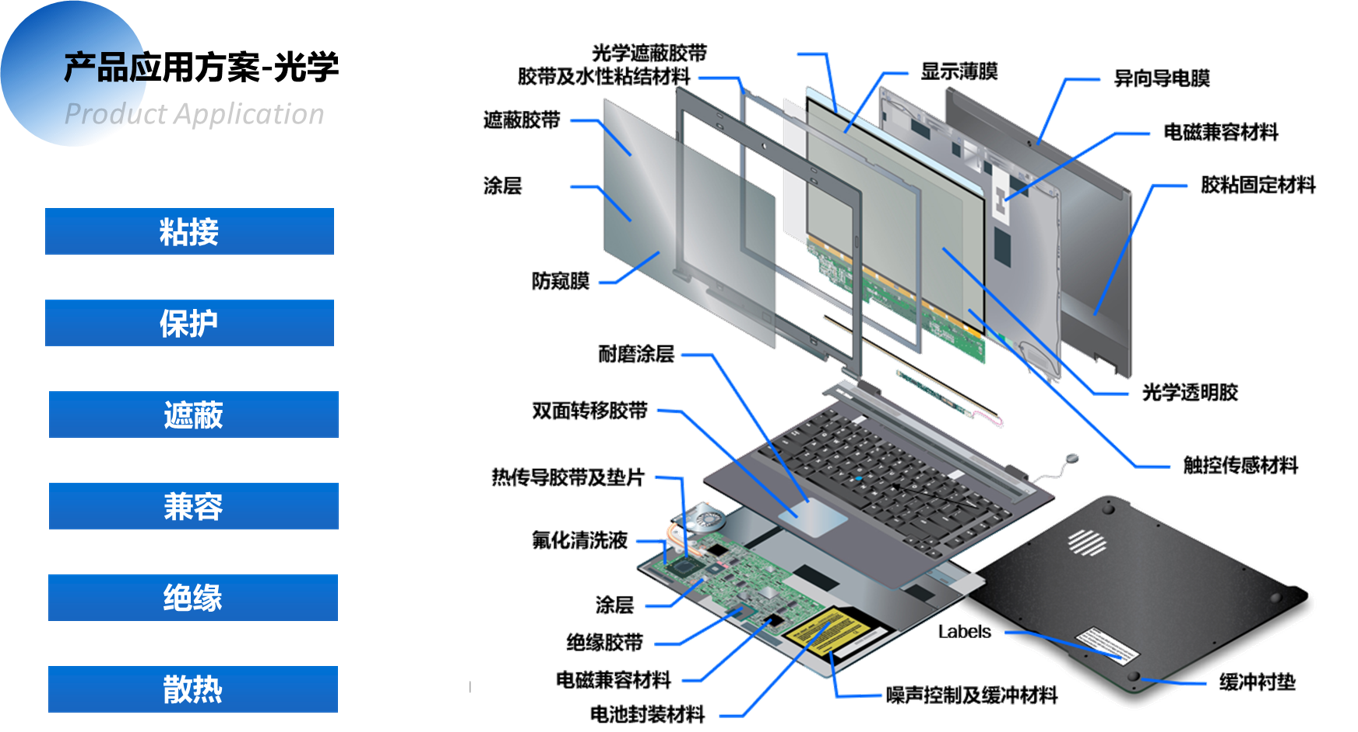 产品应用方案-光学
Product Application
粘接
保护
遮蔽
兼容
绝缘
散热
光学遮蔽胶带
胶带及水性粘结材料
遮蔽胶带
涂层
防窥膜
显示薄膜
异向导电膜
电磁兼容材料
胶粘固定材料
耐磨涂层
双面转移胶带
热传导胶带及垫片
氟化清洗液
涂层
绝缘胶带
电磁兼容材料
电池封装材料
光学透明胶
触控传感材料
Labels
噪声控制及缓冲材料
缓冲衬垫